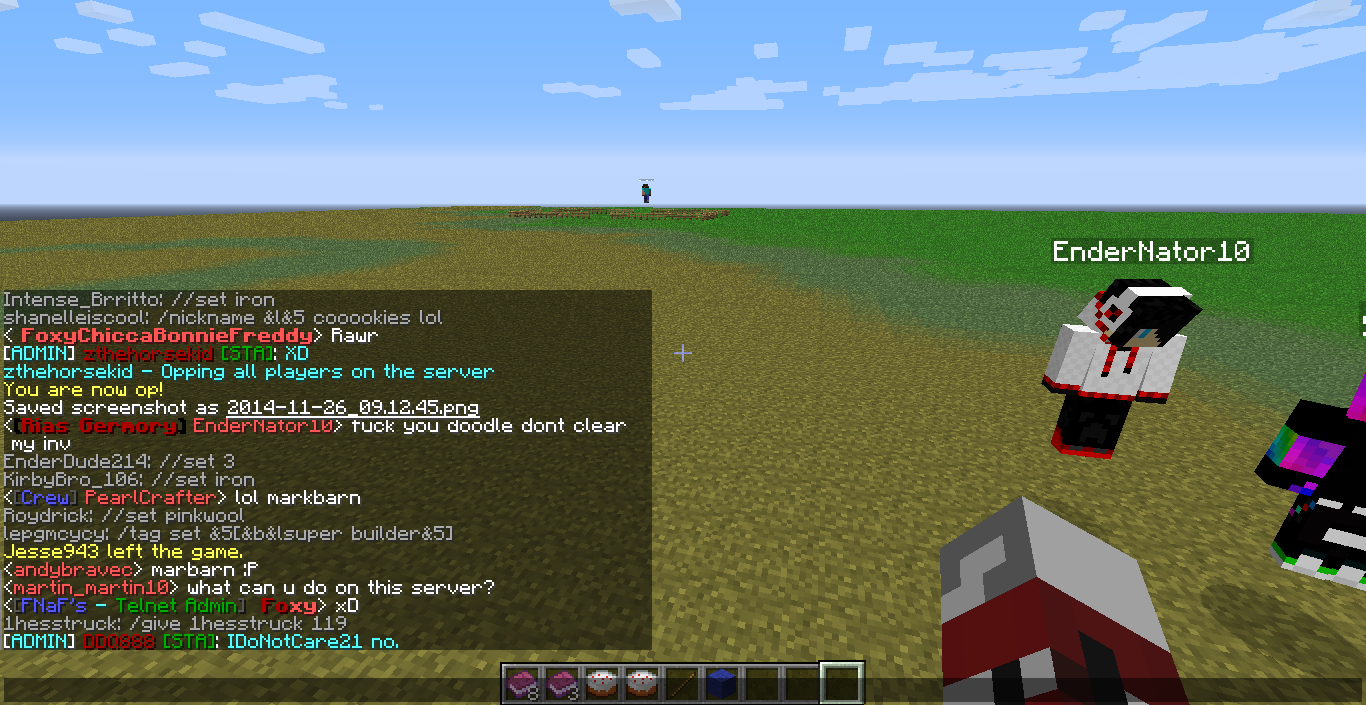 EnderNator10
Intense_Brritto: //set iron
shanelleiscool: /nickname &l&5 cooookies lol
< FoxyChiccaBonnieFreddy> Rawr
[ADMIN] zthehorsekid [STA]: XD
zthehorsekid - Opping all players on the server
You are now op!
Saved screenshot as 2014-11-26_09.12.45.png
<[Rias Germory] EnderNator10> fuck you doodle dont clear
my inv
EnderDude214: //set 3
KirbyBro_106: //set iron
<[Crew] PearlCrafter> lol markbarn
Roydrick: //set pinkwool
lepgmcycy: /tag set &5[&b&lsuper builder&5]
Jesse943 left the game.
<andybravec> marbarn :P
<martin_martin10> what can u do on this server?
<[FNaF's - Telnet Admin] Foxy> xD
1hesstruck: /give 1hesstruck 119
[ADMIN] DDQ888 [STA]: IDoNotCare21 no.
8
3